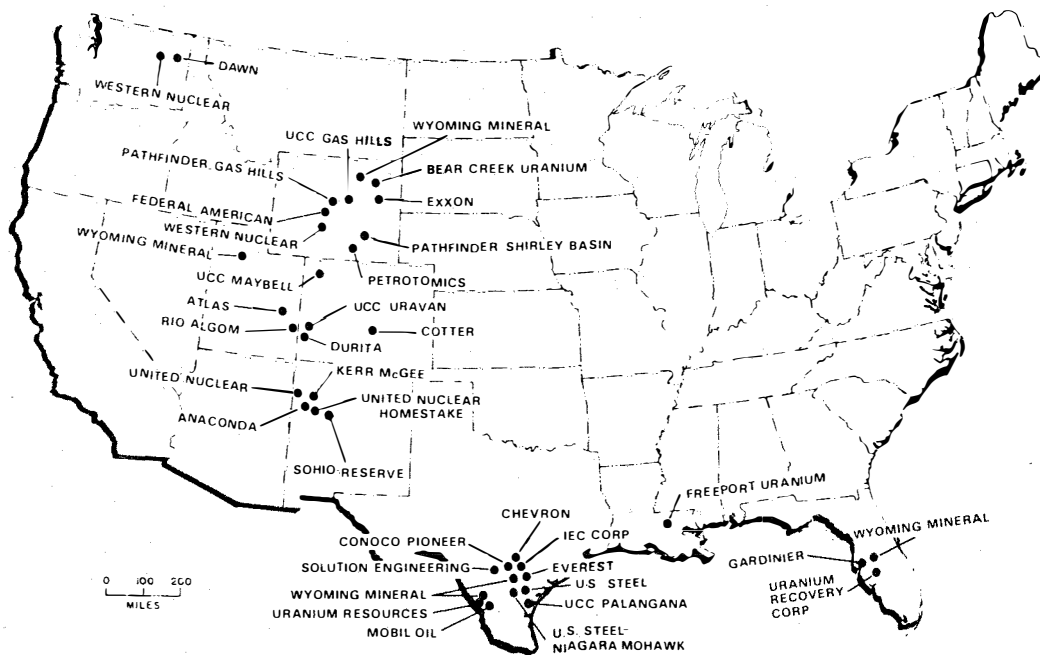 DAWN
WESTERN NUCLEAR
WYOMING MINERAL
UCC GAS HILLS
PATHFINDER GAS HILLS
BEAR CREEK URANIUM
EXXON
FEDERAL AMERICAN
WESTERN NUCLEAR
WYOMING MINERAL
PATHFINDER SHIRLEY BASIN
UCC MAYBELL
PETROTOMICS
ATLAS
UCC URAVAN
RIO ALGOM
COTTER
DURITA
KERR McGEE
UNITED NUCLEAR
UNITED NUCLEAR
HOMESTAKE
ANACONDA
SOHIO RESERVE
FREEPORT URANIUM
CHEVRON
WYOMING MINERAL
CONOCO PIONEER
IEC CORP
GARDINIER
SOLUTION ENGINEERING
EVEREST
0 100 200
MILES
U.S STEEL
URANIUM
RECOVERY
CORP
WYOMING MINERAL
UCC PALANGANA
URANIUM RESOURCES
MOBIL OIL
U.S. STEEL-
NIAGARA MOHAWK